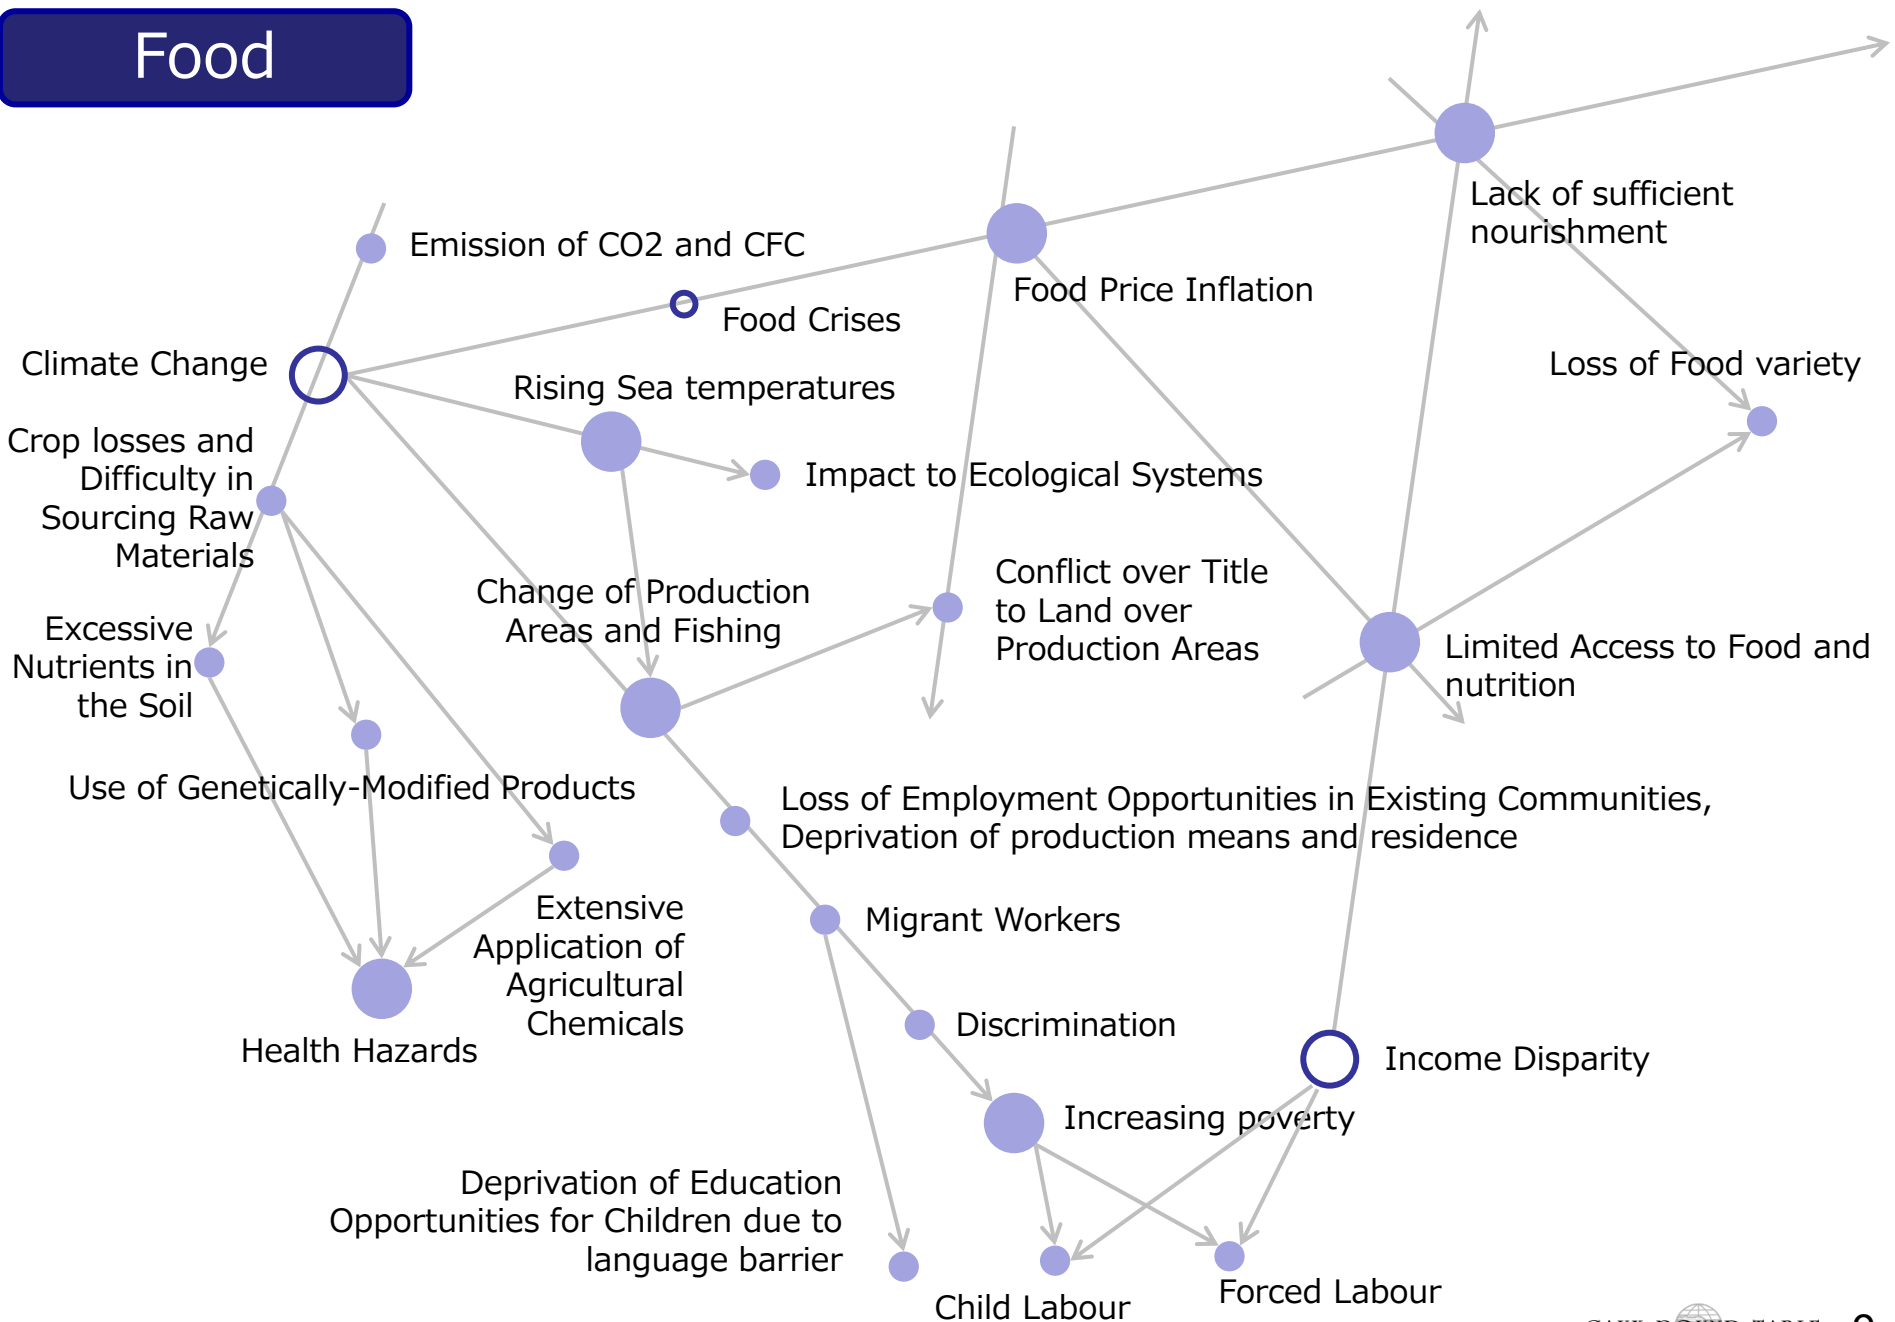 Food
Lack of sufficient
nourishment
Emission of CO2 and CFC
Food Price Inflation
Food Crises
Climate Change
Loss of Food variety
Rising Sea temperatures
Crop losses and
Difficulty in
Sourcing Raw
Materials
Impact to Ecological Systems
Change of Production
Areas and Fishing
Conflict over Title
to Land over
Production Areas
Excessive
Nutrients in
the Soil
Limited Access to Food and
nutrition
Use of Genetically-Modified Products
Loss of Employment Opportunities in Existing Communities,
Deprivation of production means and residence
Extensive
Application of
Agricultural
Chemicals
Migrant Workers
Health Hazards
Discrimination
Income Disparity
Increasing poverty
Deprivation of Education
Opportunities for Children due to
language barrier
Child Labour
Forced Labour